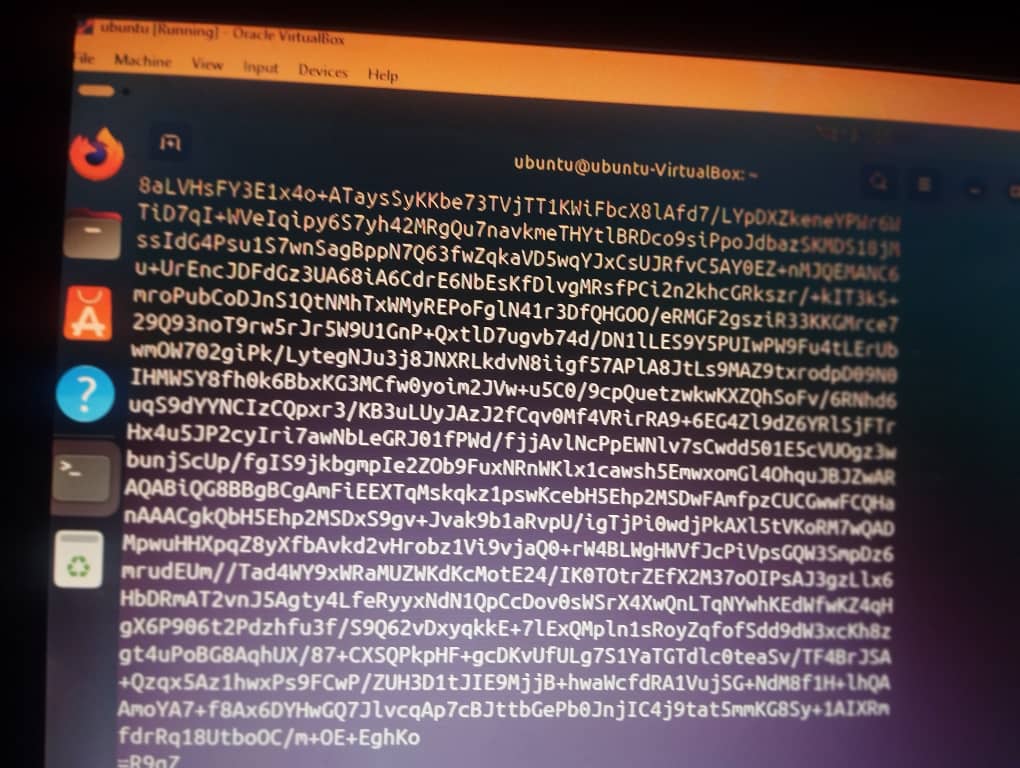 ubuntu [Running] - Oracle VirtualBox
File Machine View Input Devices Help
ubuntu@ubuntu-VirtualBox: ~
8aLVHsFY3E1x4o+ATaysSyKKbe73TVjTT1KWiFbcX8lAfd7/LYpDXZkeneYPWr6W
TiD7qI+WVeIqipy6S7yh42MRgQu7navkmeTHYtlBRDco9siPpoJdbazSKMDS18jM
ssIdG4Psu1S7wnSagBppN7Q63fwZqkaVD5wqYJxCsUJRfvC5AY0EZ+nMJQEMANC6
u+UrEncJDFdGz3UA68iA6CdrE6NbEsKfDlvgMRsfPCi2n2khcGRkszr/+kIT3kS+
mroPubCoDJnS1QtNMhTxWMyREPoFglN41r3DfQHGOO/eRMGF2gsziR33KKGMrce7
29Q93noT9rw5rJr5W9U1GnP+QxtlD7ugvb74d/DN1lLES9Y5PUIwPW9Fu4tLErUb
wmOW702giPk/LytegNJu3j8JNXRLkdvN8iigf57APlA8JtLs9MAZ9txrodpD09N0
IHMWSY8fh0k6BbxKG3MCfw0yoim2JVw+u5C0/9cpQuetzwkwKXZQhSoFv/6RNhd6
uqS9dYYNCIzCQpxr3/KB3uLUyJAzJ2fCqv0Mf4VRirRA9+6EG4Zl9dZ6YRlSjFTr
Hx4u5JP2cyIri7awNbLeGRJ01fPWd/fjjAvlNcPpEWNlv7sCwdd501E5cVUOgz3w
bunjScUp/fgIS9jkbgmpIe2ZOb9FuxNRnWKlx1cawsh5EmwxomGl4OhquJBJZwAR
AQABiQG8BBgBCgAmFiEEXTqMskqkz1pswKcebH5Ehp2MSDwFAmfpzCUCGwwFCQHa
nAAACgkQbH5Ehp2MSDxS9gv+Jvak9b1aRvpU/igTjPi0wdjPkAXl5tVKoRM7wQAD
MpwuHHXpqZ8yXfbAvkd2vHrobz1Vi9vjaQ0+rW4BLWgHWVfJcPiVpsGQW3SmpDz6
mrudEUm//Tad4WY9xWRaMUZWKdKcMotE24/IK0TOtrZEfX2M37oOIPsAJ3gzLlx6
HbDRmAT2vnJ5Agty4LfeRyyxNdN1QpCcDov0sWSrX4XwQnLTqNYwhKEdWfwKZ4qH
gX6P906t2Pdzhfu3f/S9Q62vDxyqkkE+7lExQMpln1sRoyZqfofSdd9dW3xcKh8z
gt4uPoBG8AqhUX/87+CXSQPkpHF+gcDKvUfULg7S1YaTGTdlc0teaSv/TF4BrJSA
+Qzqx5Az1hwxPs9FCwP/ZUH3D1tJIE9MjjB+hwaWcfdRA1VujSG+NdM8f1H+lhQA
AmoYA7+f8Ax6DYHwGQ7JlvcqAp7cBJttbGePb0JnjIC4j9tat5mmKG8Sy+1AIXRm
fdrRq18UtboOC/m+OE+EghKo
=R9gZ